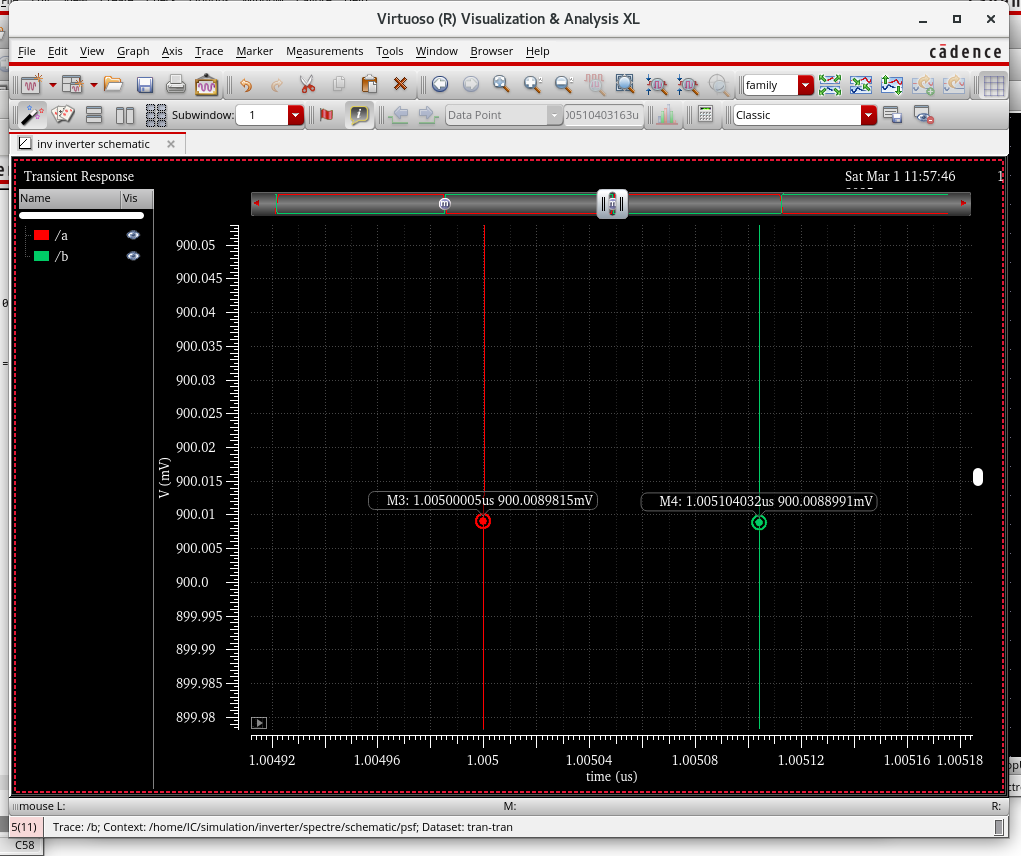 Virtuoso (R) Visualization & Analysis XL
File Edit View Graph Axis Trace Marker Measurements Tools Window Browser Help
cādence
family
Subwindow: 1
Data Point
00510403163u
Classic
inv inverter schematic
Transient Response
Sat Mar 1 11:57:46
1
Name Vis
m
/a
/b
900.05
900.045
900.04
900.035
900.03
900.025
900.02
900.015
900.01
900.005
900.0
899.995
899.99
899.985
899.98
V (mV)
M3: 1.00500005us 900.0089815mV
M4: 1.005104032us 900.0088991mV
1.00492 1.00496 1.005 1.00504 1.00508 1.00512 1.00516 1.00518
time (us)
mouse L: M: R:
5(11) Trace: /b; Context: /home/IC/simulation/inverter/spectre/schematic/psf; Dataset: tran-tran
C58